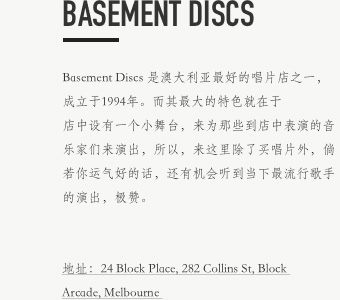 BASEMENT DISCS
Basement Discs 是澳大利亚最好的唱片店之一，
成立于1994年。而其最大的特色就在于
店中设有一个小舞台，来为那些到店中表演的音
乐家们来演出，所以，来这里除了买唱片外，倘
若你运气好的话，还有机会听到当下最流行歌手
的演出，极赞。
地址：24 Block Place, 282 Collins St, Block
Arcade, Melbourne